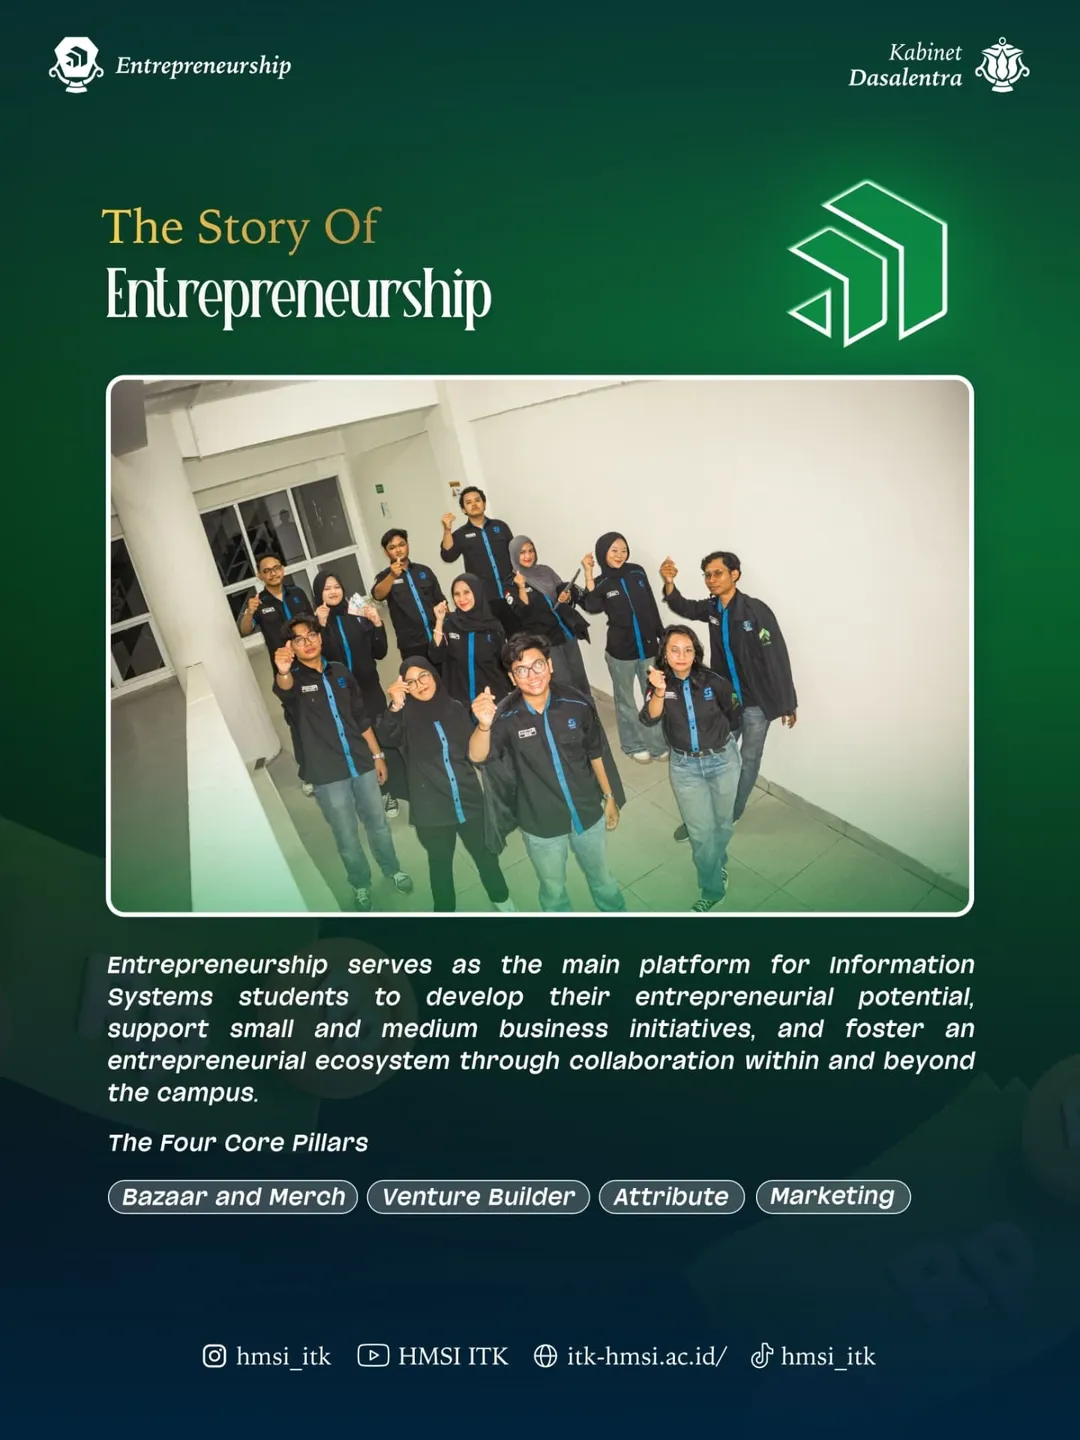 Entrepreneurship
Kabinet
Dasalentra
The Story Of
Entrepreneurship
Entrepreneurship serves as the main platform for Information
Systems students to develop their entrepreneurial potential,
support small and medium business initiatives, and foster an
entrepreneurial ecosystem through collaboration within and beyond
the campus.
The Four Core Pillars
Bazaar and Merch
Venture Builder
Attribute
Marketing
Rp
hmsi_itk
HMSI ITK
itk-hmsi.ac.id/
hmsi_itk